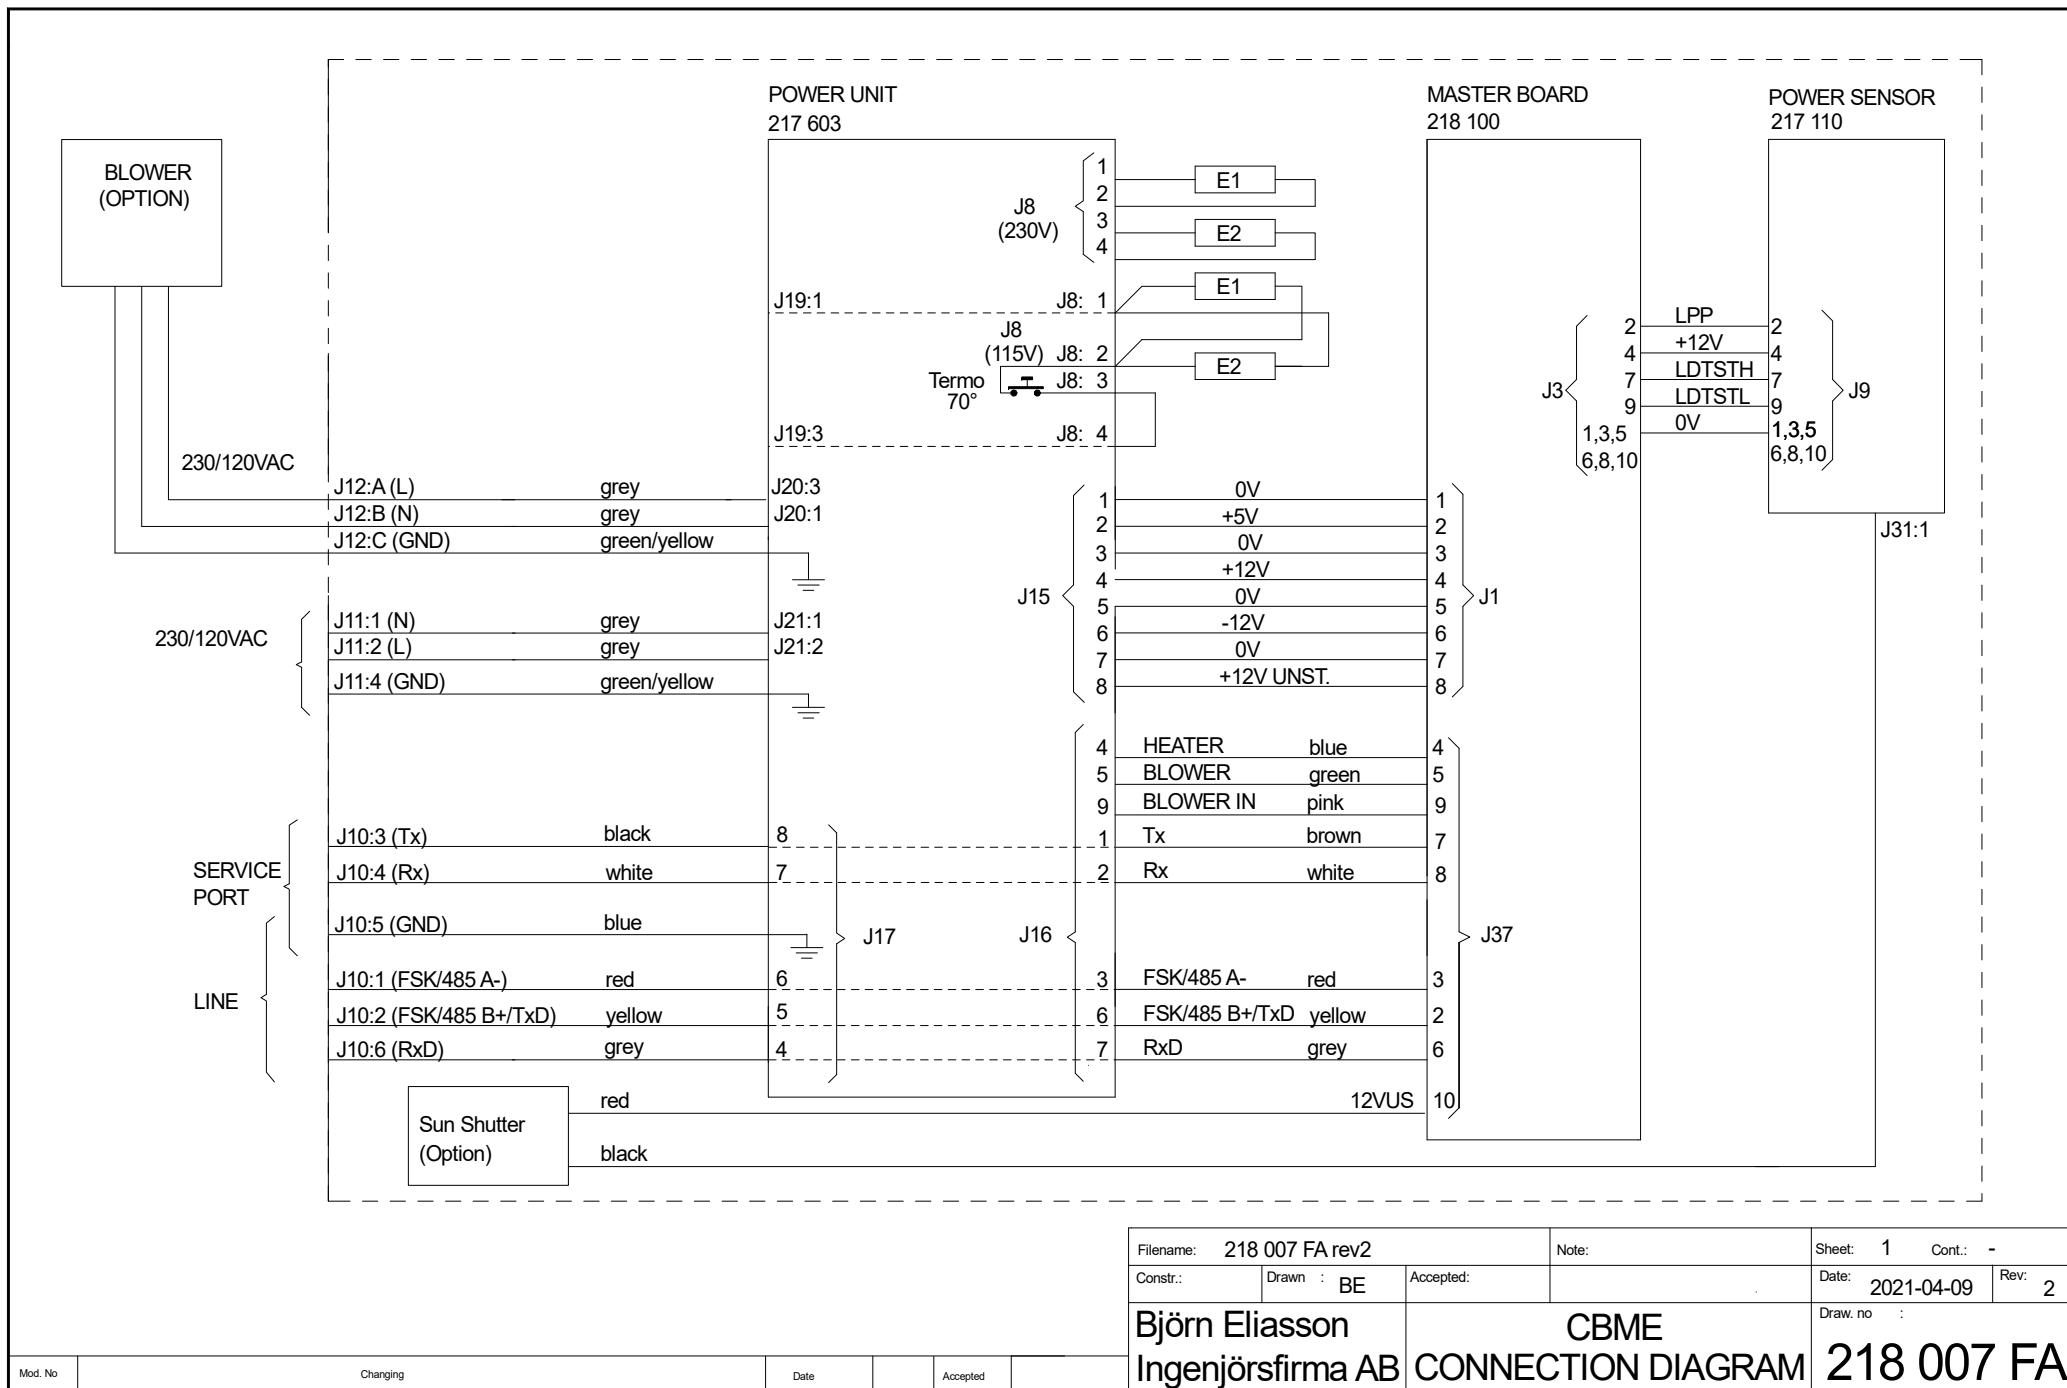 POWER UNIT
217 603
MASTER BOARD
218 100
POWER SENSOR
217 110
BLOWER
(OPTION)
J8
(230V)
1
2
3
4
E1
E2
E1
E2
J19:1
J8: 1
J8
(115V)
J8: 2
Termo
70°
J8: 3
J19:3
J8: 4
J3
2 LPP 2
4 +12V 4
7 LDTSTH 7
9 LDTSTL 9
1,3,5 0V 1,3,5
6,8,10 6,8,10
J9
J31:1
230/120VAC
J12:A (L) grey J20:3
J12:B (N) grey J20:1
J12:C (GND) green/yellow
230/120VAC
J11:1 (N) grey J21:1
J11:2 (L) grey J21:2
J11:4 (GND) green/yellow
J15
1 0V 1
2 +5V 2
3 0V 3
4 +12V 4
5 0V 5
6 -12V 6
7 0V 7
8 +12V UNST. 8
J1
4 HEATER blue 4
5 BLOWER green 5
9 BLOWER IN pink 9
SERVICE
PORT
J10:3 (Tx) black 8 1 Tx brown 7
J10:4 (Rx) white 7 2 Rx white 8
J10:5 (GND) blue
J17
J16
J37
LINE
J10:1 (FSK/485 A-) red 6 3 FSK/485 A- red 3
J10:2 (FSK/485 B+/TxD) yellow 5 6 FSK/485 B+/TxD yellow 2
J10:6 (RxD) grey 4 7 RxD grey 6
Sun Shutter
(Option)
red 12VUS 10
black
Filename: 218 007 FA rev2 Note: Sheet: 1 Cont.: -
Constr.: Drawn : BE Accepted: Date: 2021-04-09 Rev: 2
Björn Eliasson
Ingenjörsfirma AB
CBME
CONNECTION DIAGRAM
Draw. no :
218 007 FA
Mod. No Changing Date Accepted